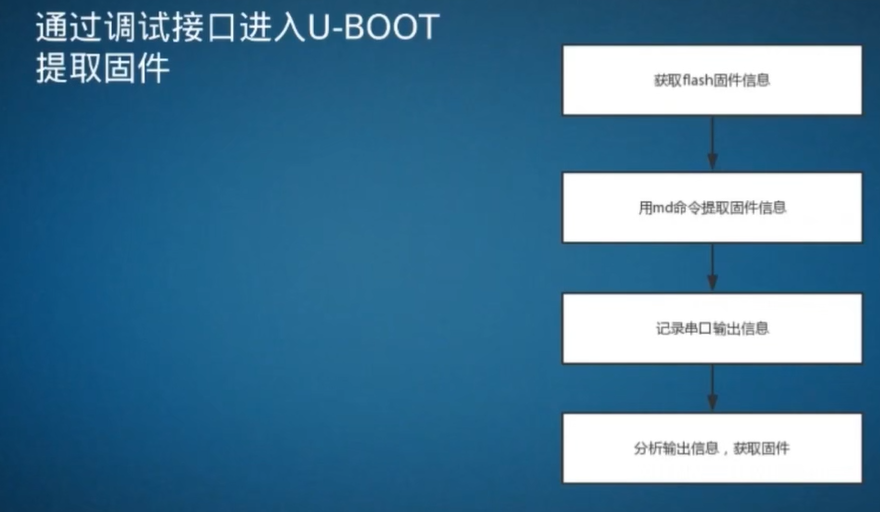 通过调试接口进入U-BOOT
提取固件
获取flash固件信息
用md命令提取固件信息
记录串口输出信息
分析输出信息，获取固件